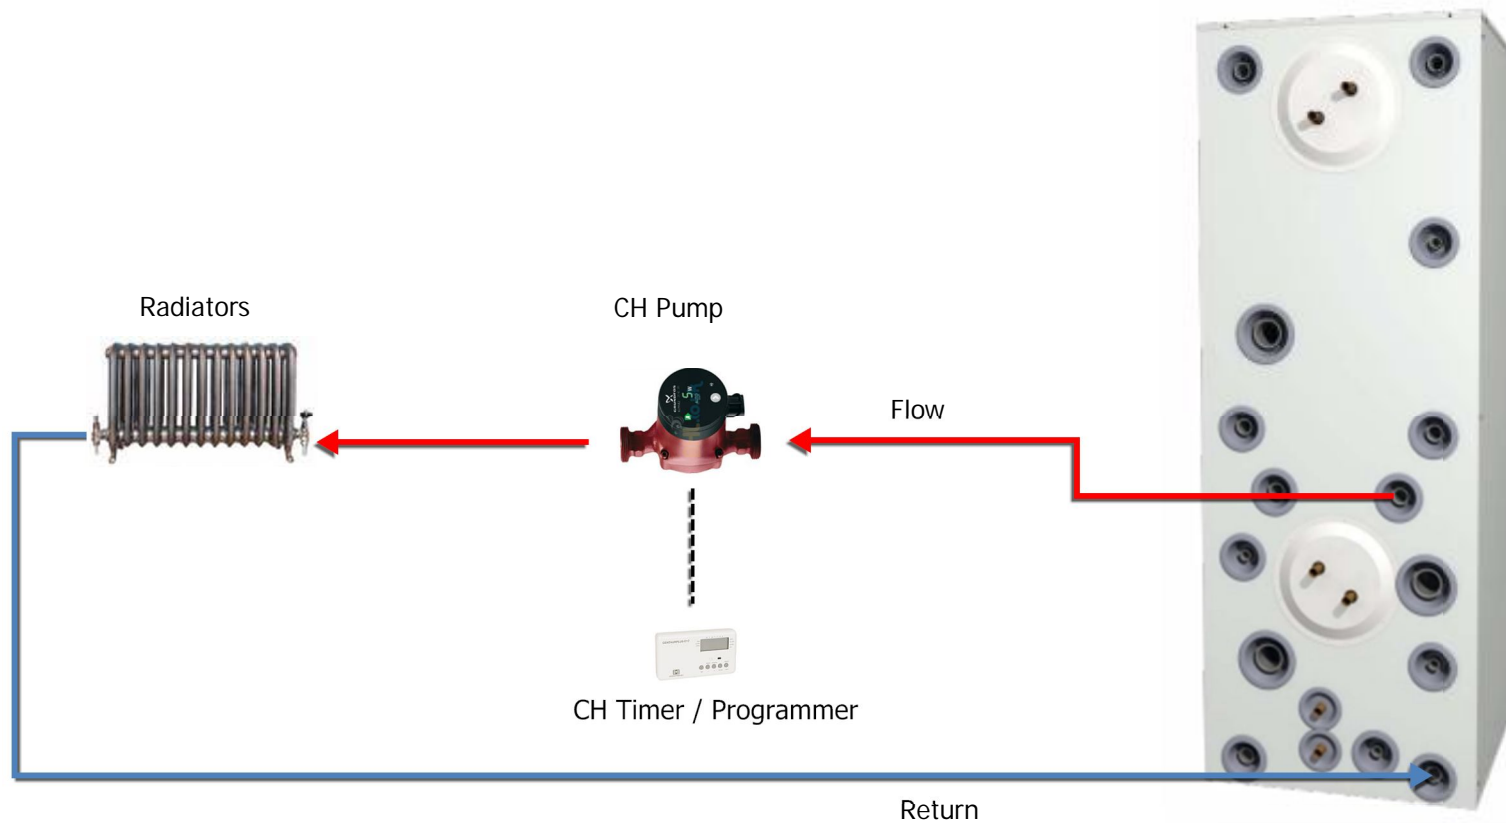 Radiators
CH Pump
Flow
CH Timer / Programmer
Return